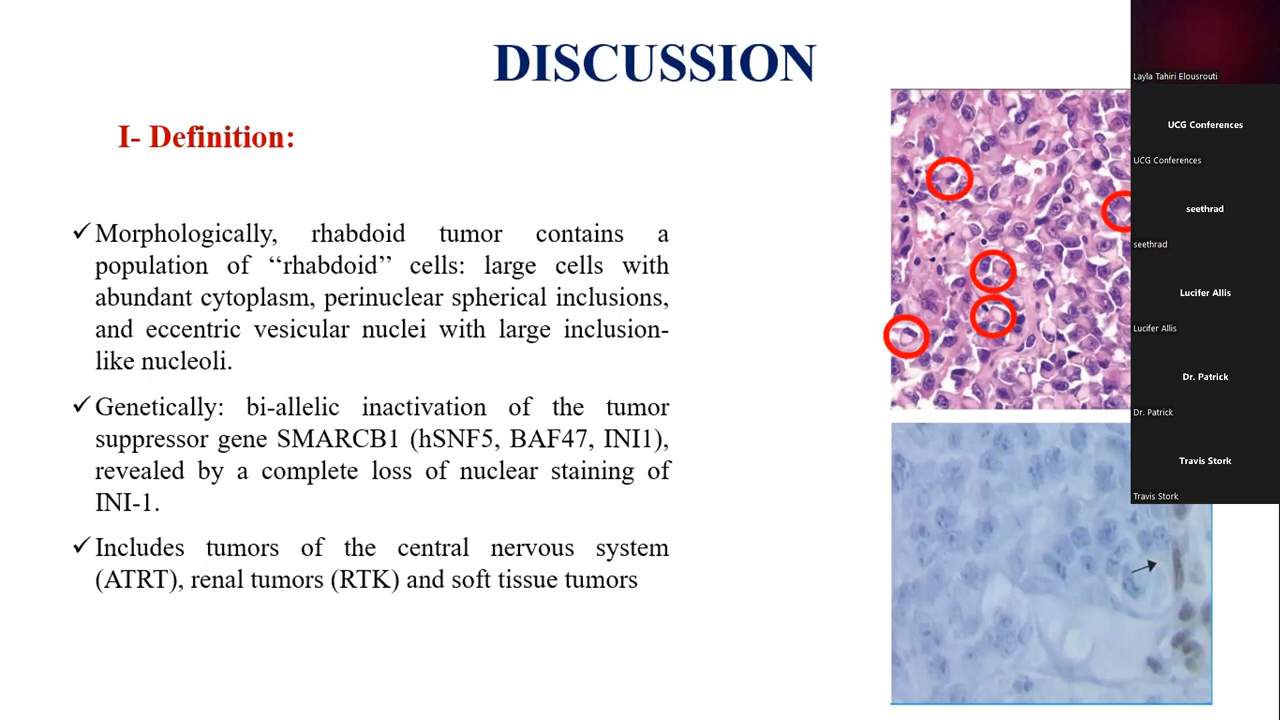 DISCUSSION
I- Definition:
✓ Morphologically, rhabdoid tumor contains a
population of ‘‘rhabdoid’’ cells: large cells with
abundant cytoplasm, perinuclear spherical inclusions,
and eccentric vesicular nuclei with large inclusion-
like nucleoli.
✓ Genetically: bi-allelic inactivation of the tumor
suppressor gene SMARCB1 (hSNF5, BAF47, INI1),
revealed by a complete loss of nuclear staining of
INI-1.
✓ Includes tumors of the central nervous system
(ATRT), renal tumors (RTK) and soft tissue tumors
Layla Tahiri Elousrouti
UCG Conferences
UCG Conferences
seethrad
seethrad
Lucifer Allis
Lucifer Allis
Dr. Patrick
Dr. Patrick
Travis Stork
Travis Stork